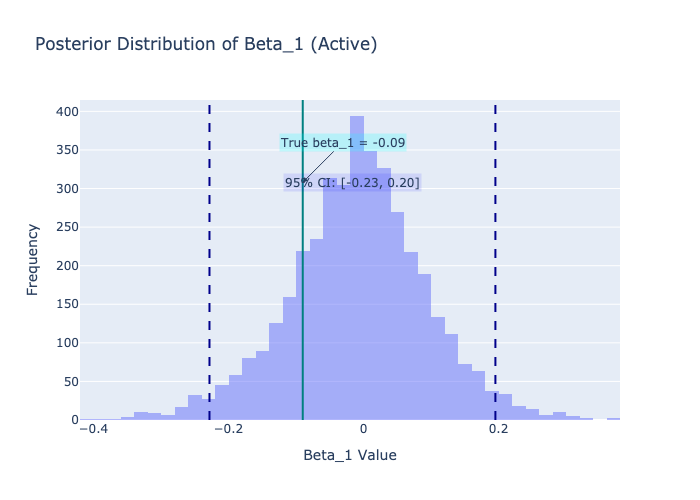 Posterior Distribution of Beta_1 (Active)
400
350
300
250
200
150
100
50
0
Frequency
True beta_1 = -0.09
95% CI: [-0.23, 0.20]
−0.4
−0.2
0
0.2
Beta_1 Value